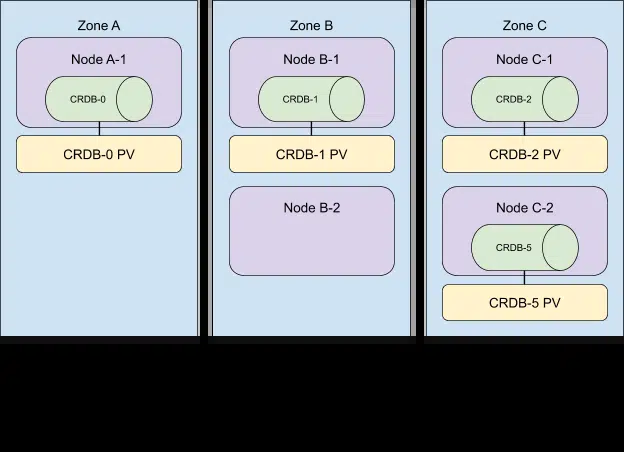 Zone A
Node A-1
CRDB-0
CRDB-0 PV
Zone B
Node B-1
CRDB-1
CRDB-1 PV
Node B-2
Zone C
Node C-1
CRDB-2
CRDB-2 PV
Node C-2
CRDB-5
CRDB-5 PV